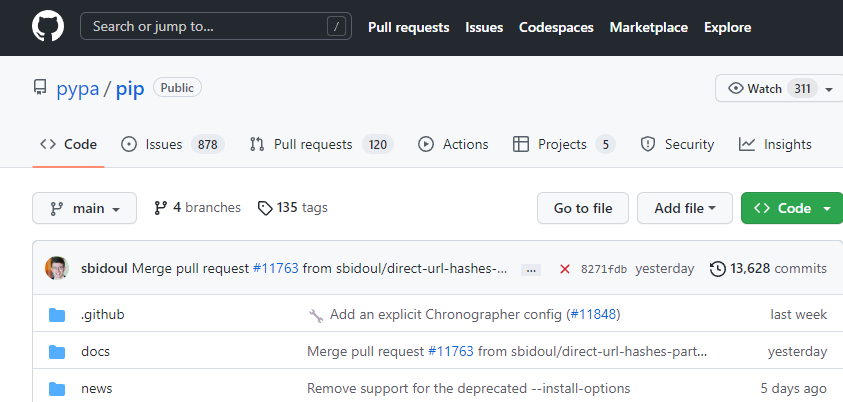 Search or jump to... / Pull requests Issues Codespaces Marketplace Explore
pypa / pip Public Watch 311
Code Issues 878 Pull requests 120 Actions Projects 5 Security Insights
main 4 branches 135 tags Go to file Add file Code
sbidoul Merge pull request #11763 from sbidoul/direct-url-hashes-... ... 8271fdb yesterday 13,628 commits
.github Add an explicit Chronographer config (#11848) last week
docs Merge pull request #11763 from sbidoul/direct-url-hashes-part... yesterday
news Remove support for the deprecated --install-options 5 days ago